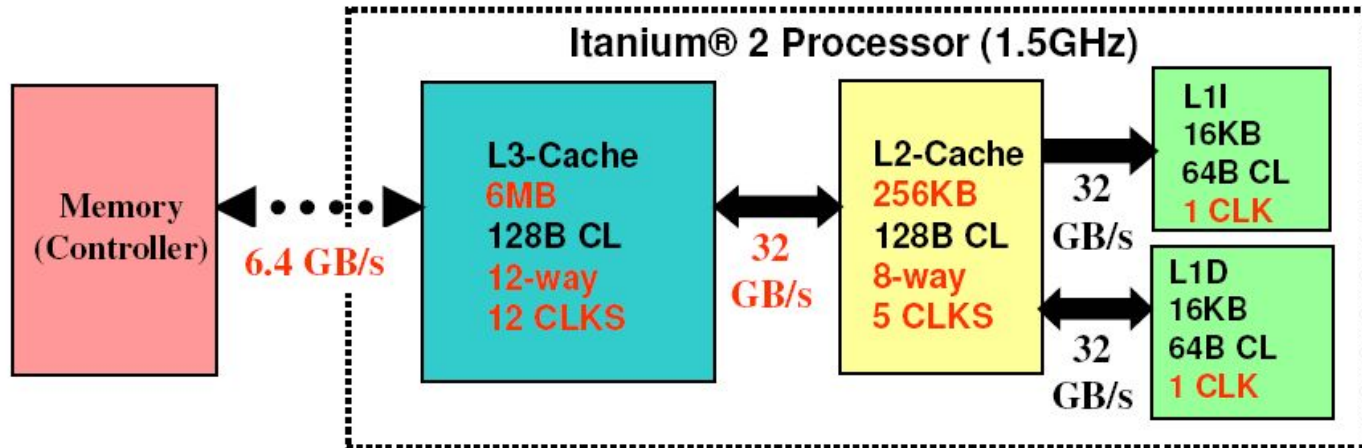 Itanium® 2 Processor (1.5GHz)
Memory
(Controller)
6.4 GB/s
L3-Cache
6MB
128B CL
12-way
12 CLKS
32
GB/s
L2-Cache
256KB
128B CL
8-way
5 CLKS
32
GB/s
L1I
16KB
64B CL
1 CLK
32
GB/s
L1D
16KB
64B CL
1 CLK